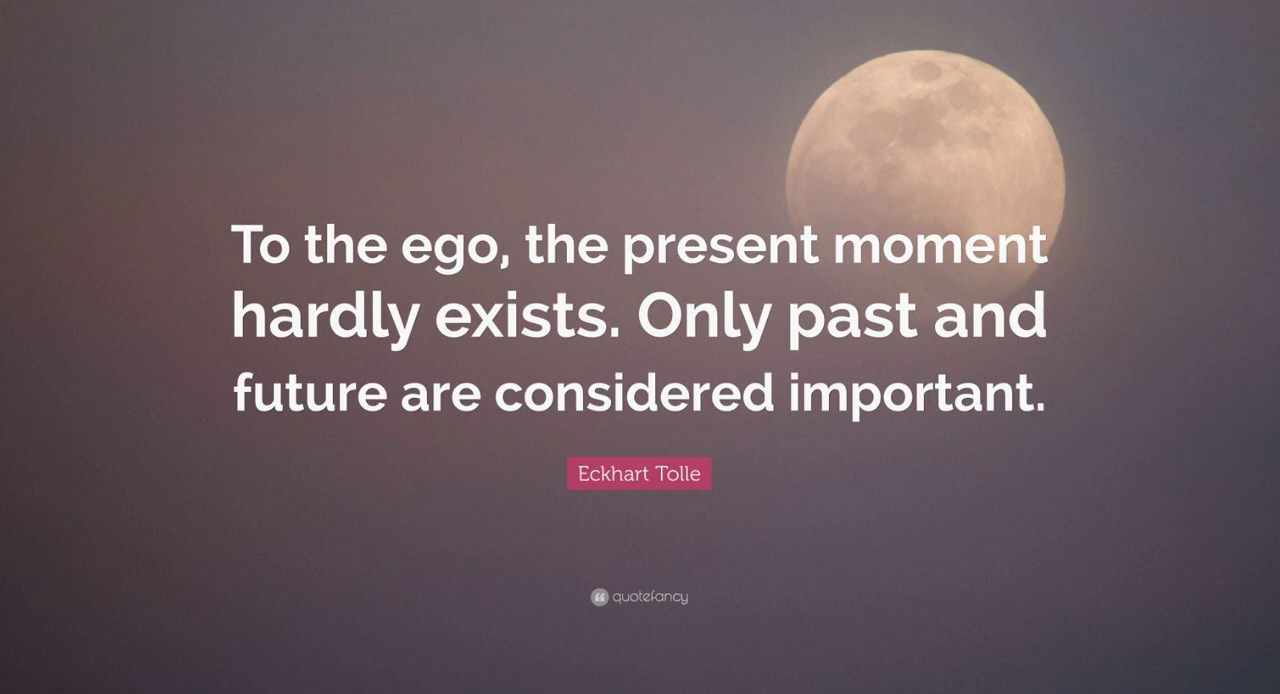 To the ego, the present moment
hardly exists. Only past and
future are considered important.
Eckhart Tolle
quotefancy